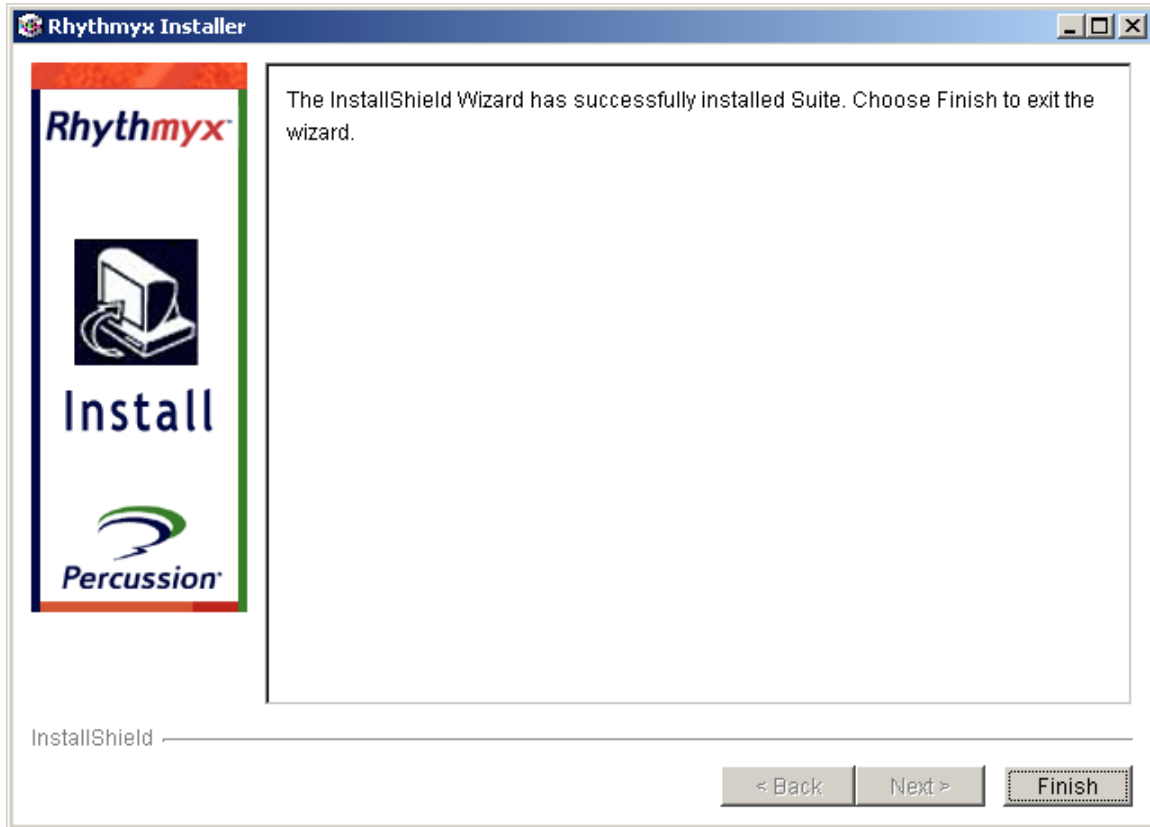 Rhythmyx Installer
Rhythmyx™
Install
Percussion
The InstallShield Wizard has successfully installed Suite. Choose Finish to exit the
wizard.
InstallShield
< Back
Next >
Finish